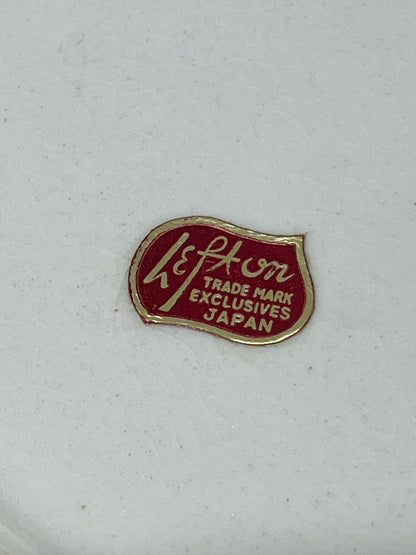 Lefton
TRADE MARK
EXCLUSIVES
JAPAN